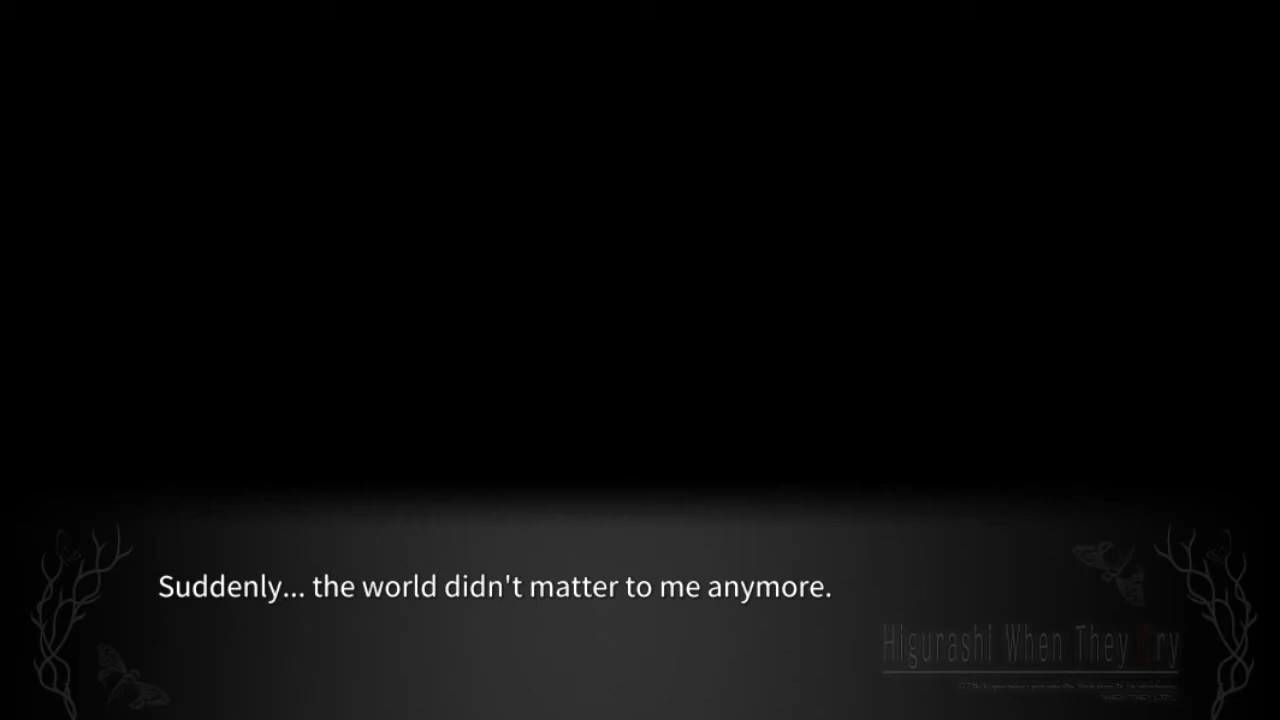 Suddenly... the world didn't matter to me anymore.
Higurashi When They Cry